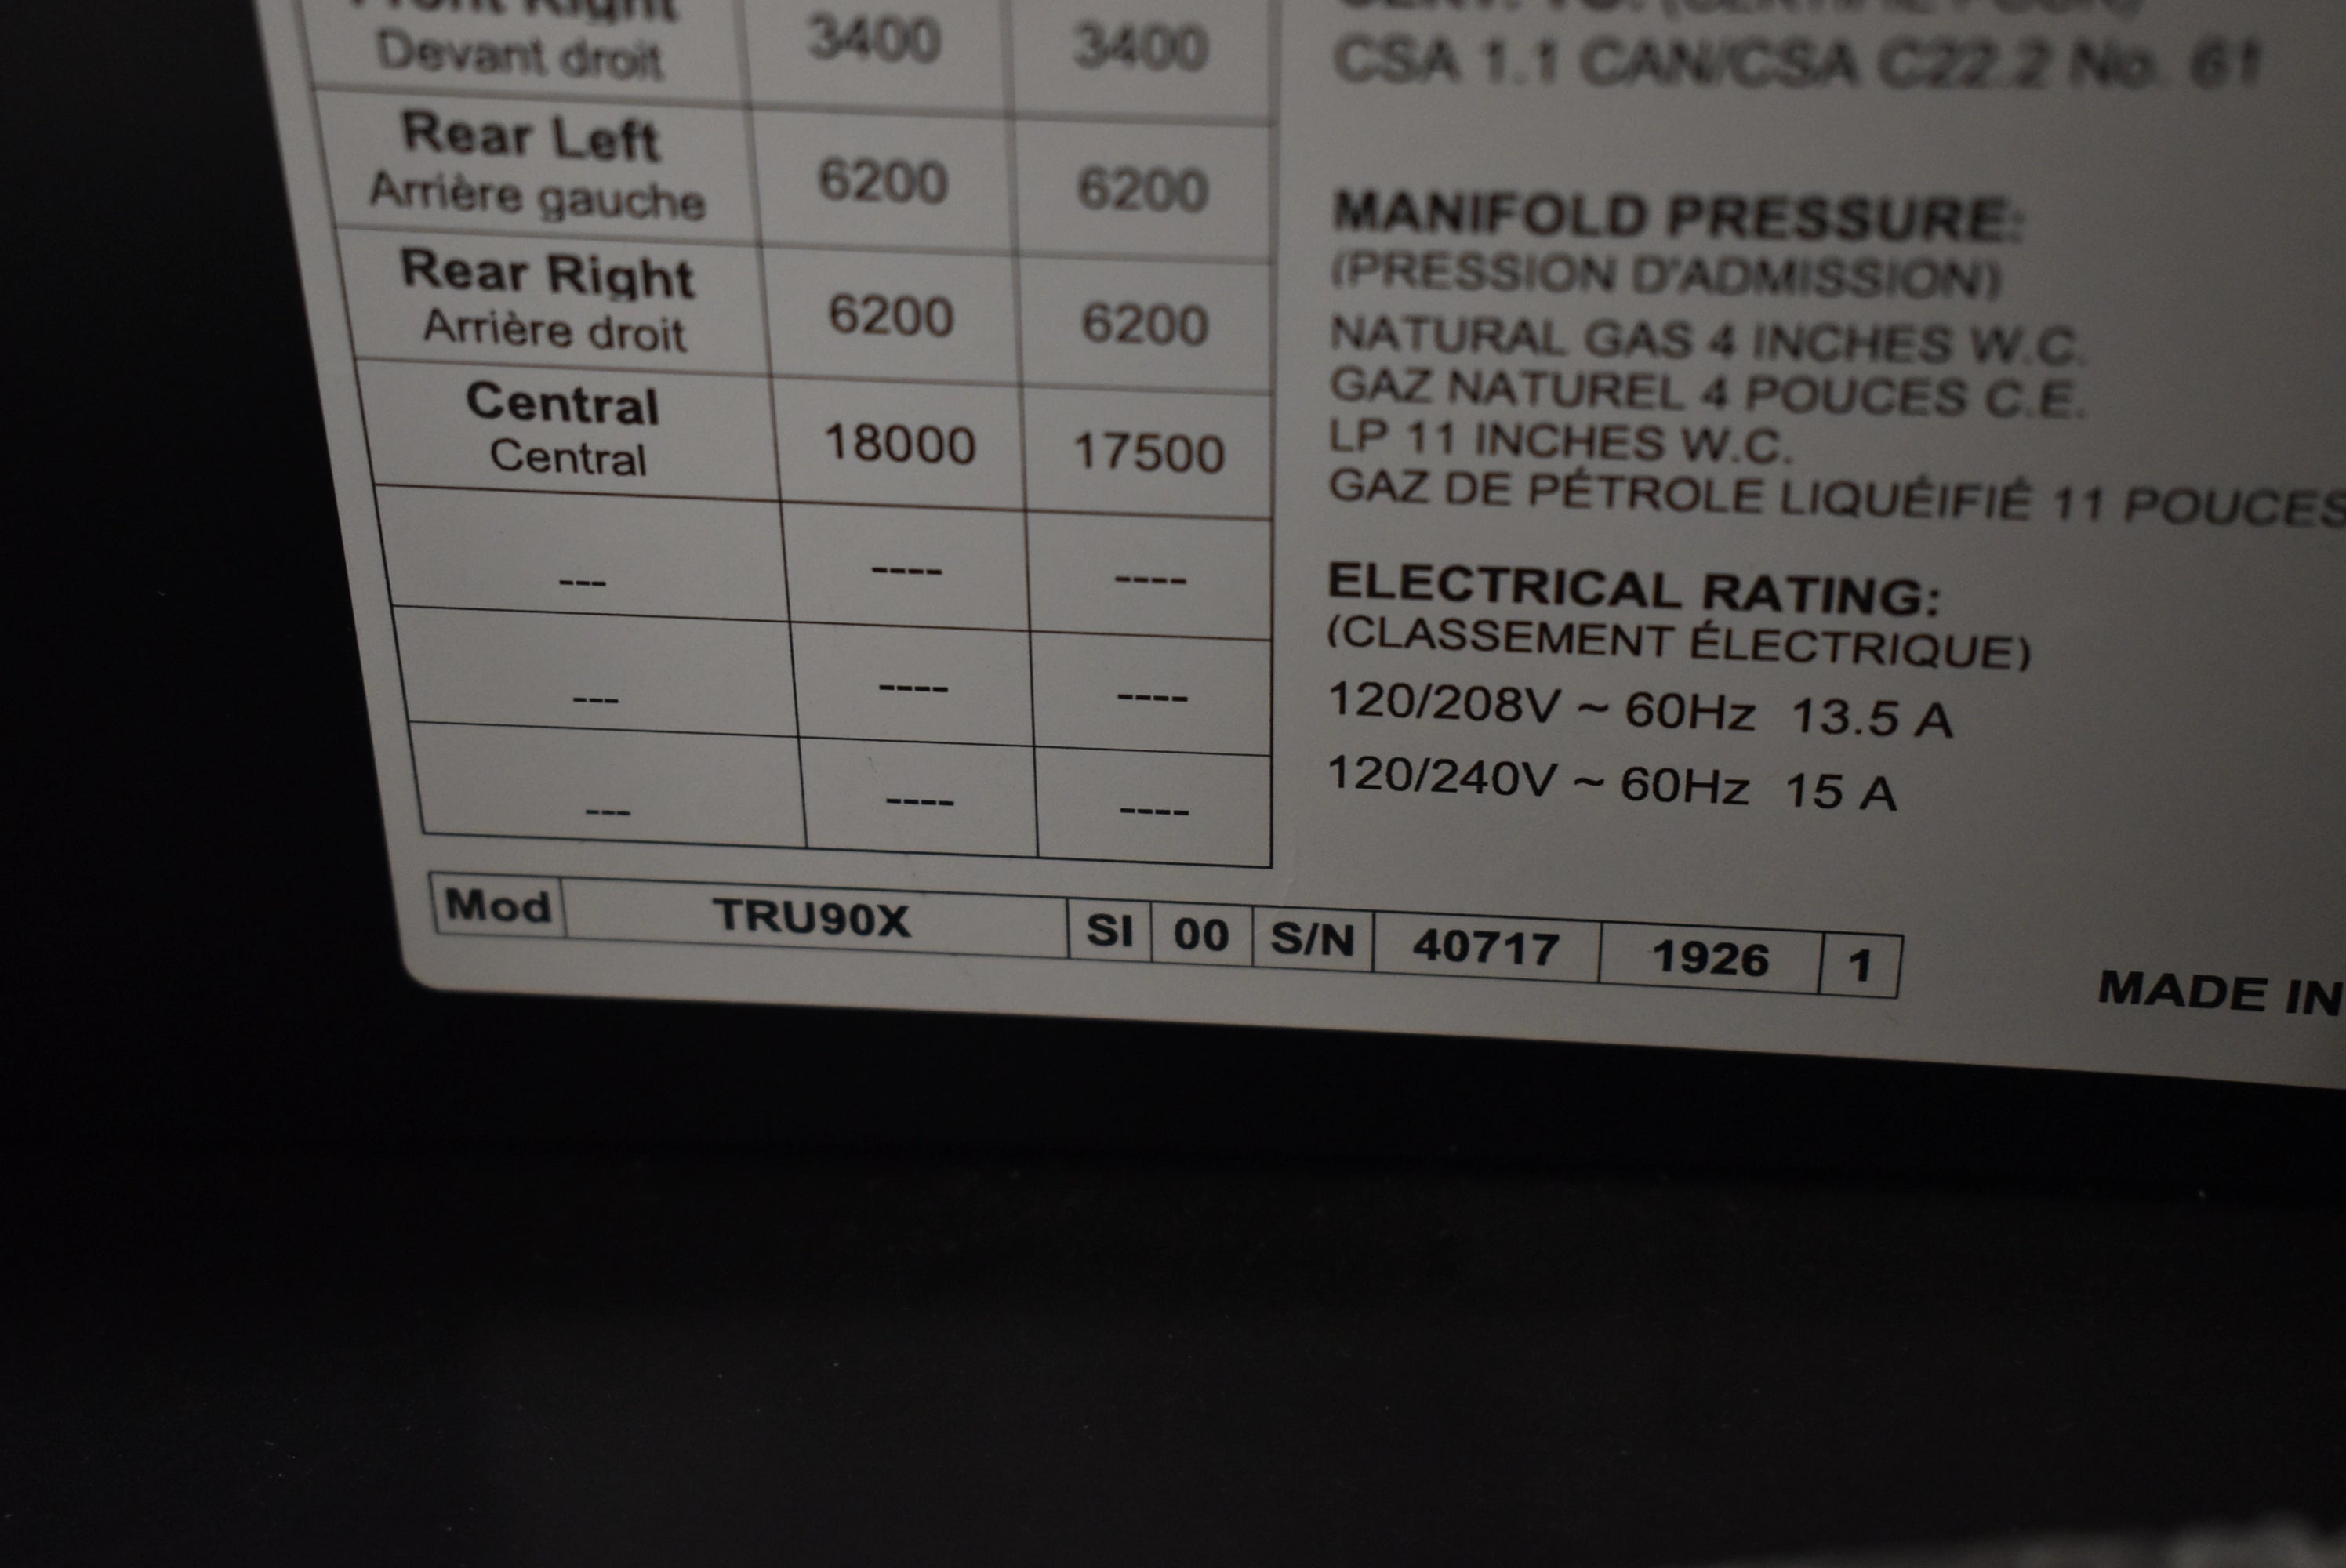 Front Right
Devant droit 3400 3400
Rear Left
Arrière gauche 6200 6200
Rear Right
Arrière droit 6200 6200
Central
Central 18000 17500
--- ---- ----
--- ---- ----
--- ---- ----
CSA 1.1 CAN/CSA C22.2 No. 61
MANIFOLD PRESSURE:
(PRESSION D'ADMISSION)
NATURAL GAS 4 INCHES W.C.
GAZ NATUREL 4 POUCES C.E.
LP 11 INCHES W.C.
GAZ DE PÉTROLE LIQUÉIFIÉ 11 POUCES
ELECTRICAL RATING:
(CLASSEMENT ÉLECTRIQUE)
120/208V ~ 60Hz 13.5 A
120/240V ~ 60Hz 15 A
Mod TRU90X SI 00 S/N 40717 1926 1
MADE IN